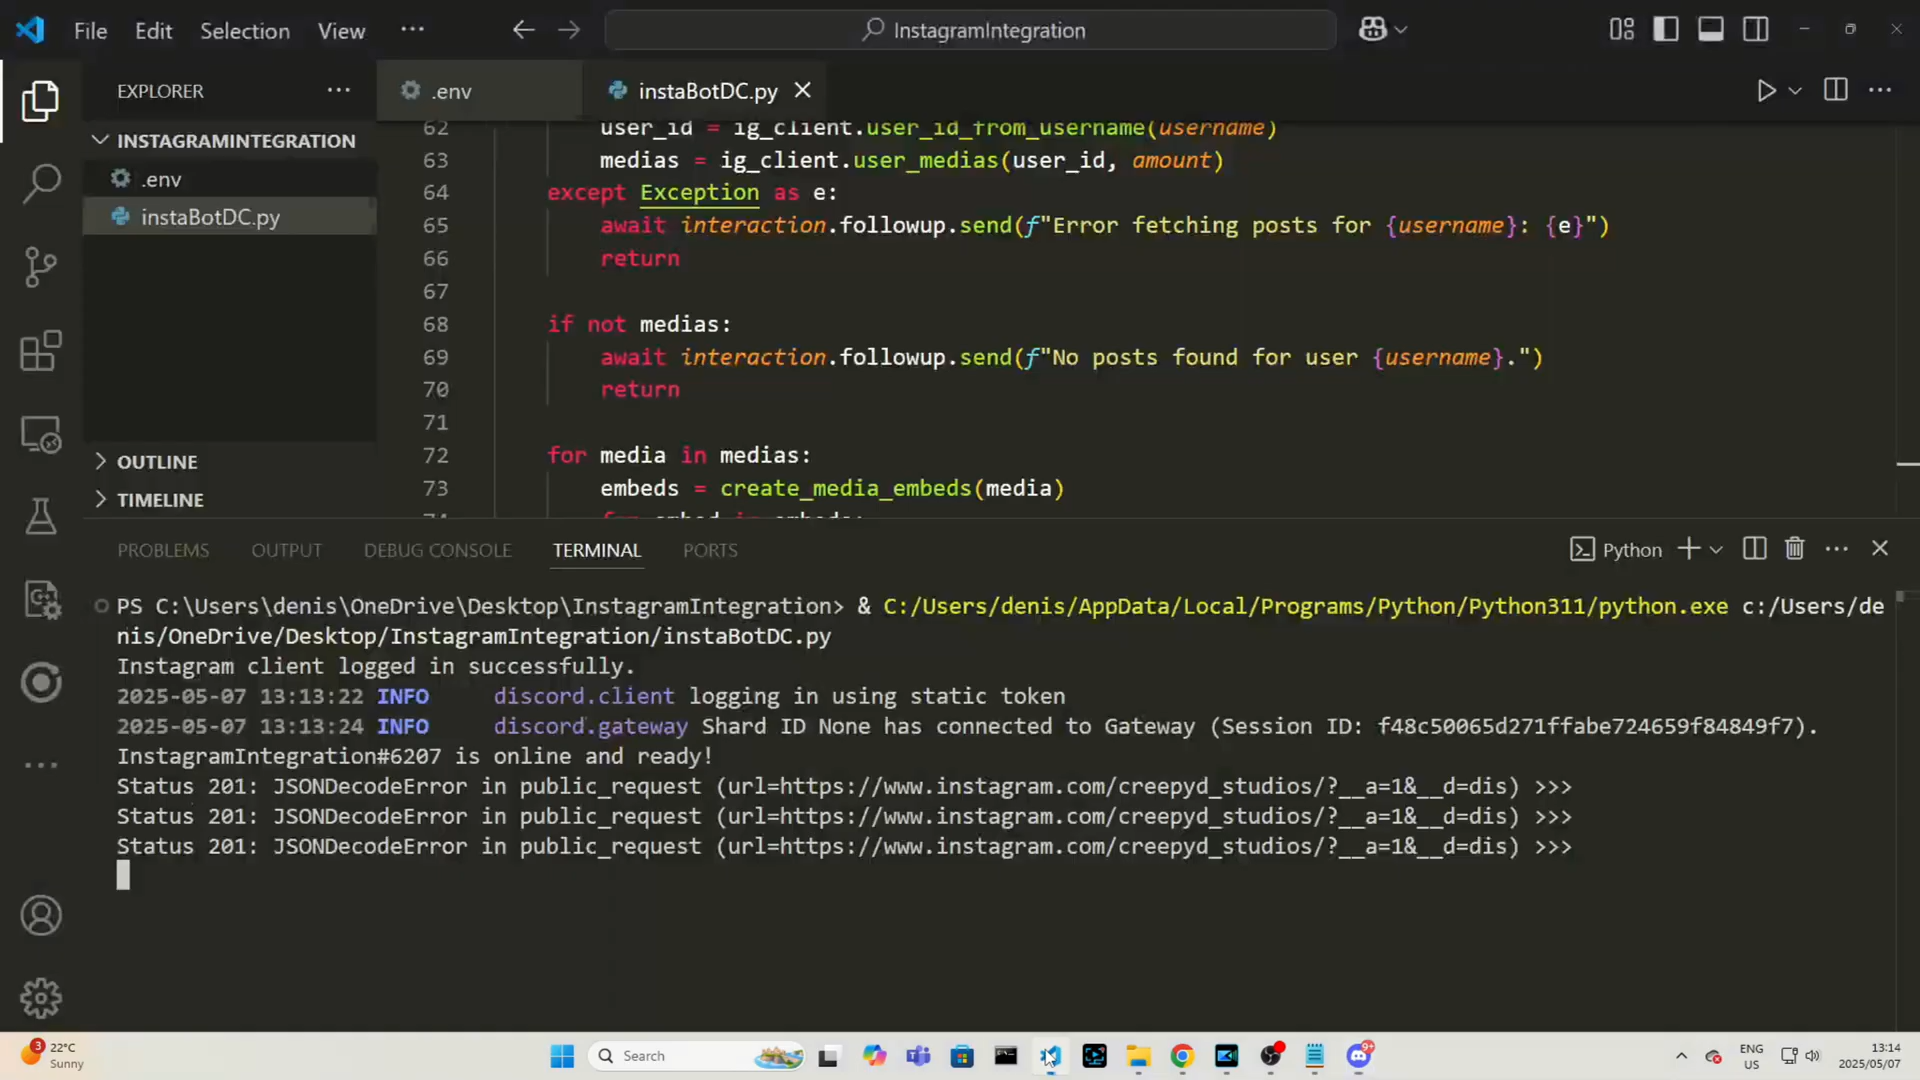 File Edit Selection View ···
InstagramIntegration
EXPLORER ···
INSTAGRAMINTEGRATION
.env
instaBotDC.py
OUTLINE
TIMELINE
.env
instaBotDC.py
62 user_id = ig_client.user_id_from_username(username)
63 medias = ig_client.user_medias(user_id, amount)
64 except Exception as e:
65 await interaction.followup.send(f"Error fetching posts for {username}: {e}")
66 return
67
68 if not medias:
69 await interaction.followup.send(f"No posts found for user {username}.")
70 return
71
72 for media in medias:
73 embeds = create_media_embeds(media)
74 for embed in embeds:
PROBLEMS OUTPUT DEBUG CONSOLE TERMINAL PORTS
Python
PS C:\Users\denis\OneDrive\Desktop\InstagramIntegration> & C:/Users/denis/AppData/Local/Programs/Python/Python311/python.exe c:/Users/de
nis/OneDrive/Desktop/InstagramIntegration/instaBotDC.py
Instagram client logged in successfully.
2025-05-07 13:13:22 INFO discord.client logging in using static token
2025-05-07 13:13:24 INFO discord.gateway Shard ID None has connected to Gateway (Session ID: f48c50065d271ffabe724659f84849f7).
InstagramIntegration#6207 is online and ready!
Status 201: JSONDecodeError in public_request (url=https://www.instagram.com/creepyd_studios/?__a=1&__d=dis) >>>
Status 201: JSONDecodeError in public_request (url=https://www.instagram.com/creepyd_studios/?__a=1&__d=dis) >>>
Status 201: JSONDecodeError in public_request (url=https://www.instagram.com/creepyd_studios/?__a=1&__d=dis) >>>
3
22°C
Sunny
Search
9+
ENG
US
13:14
2025/05/07